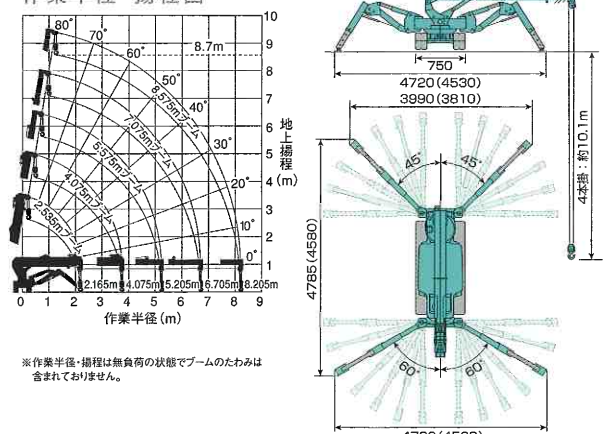 作業半径・揚程図
10
9
8
7
6
5
4
3
2
1
0
地上揚程(m)
80°
70°
60°
50°
40°
30°
20°
10°
0°
8.7m
8.575mブーム
7.075mブーム
5.575mブーム
4.075mブーム
2.535mブーム
2.165m
4.075m
5.205m
6.705m
8.205m
0 1 2 3 4 5 6 7 8 9
作業半径(m)
※作業半径・揚程は無負荷の状態でブームのたわみは
含まれておりません。
750
4720(4530)
3990(3810)
45°
45°
4785(4580)
60°
60°
4本掛:約10.1m